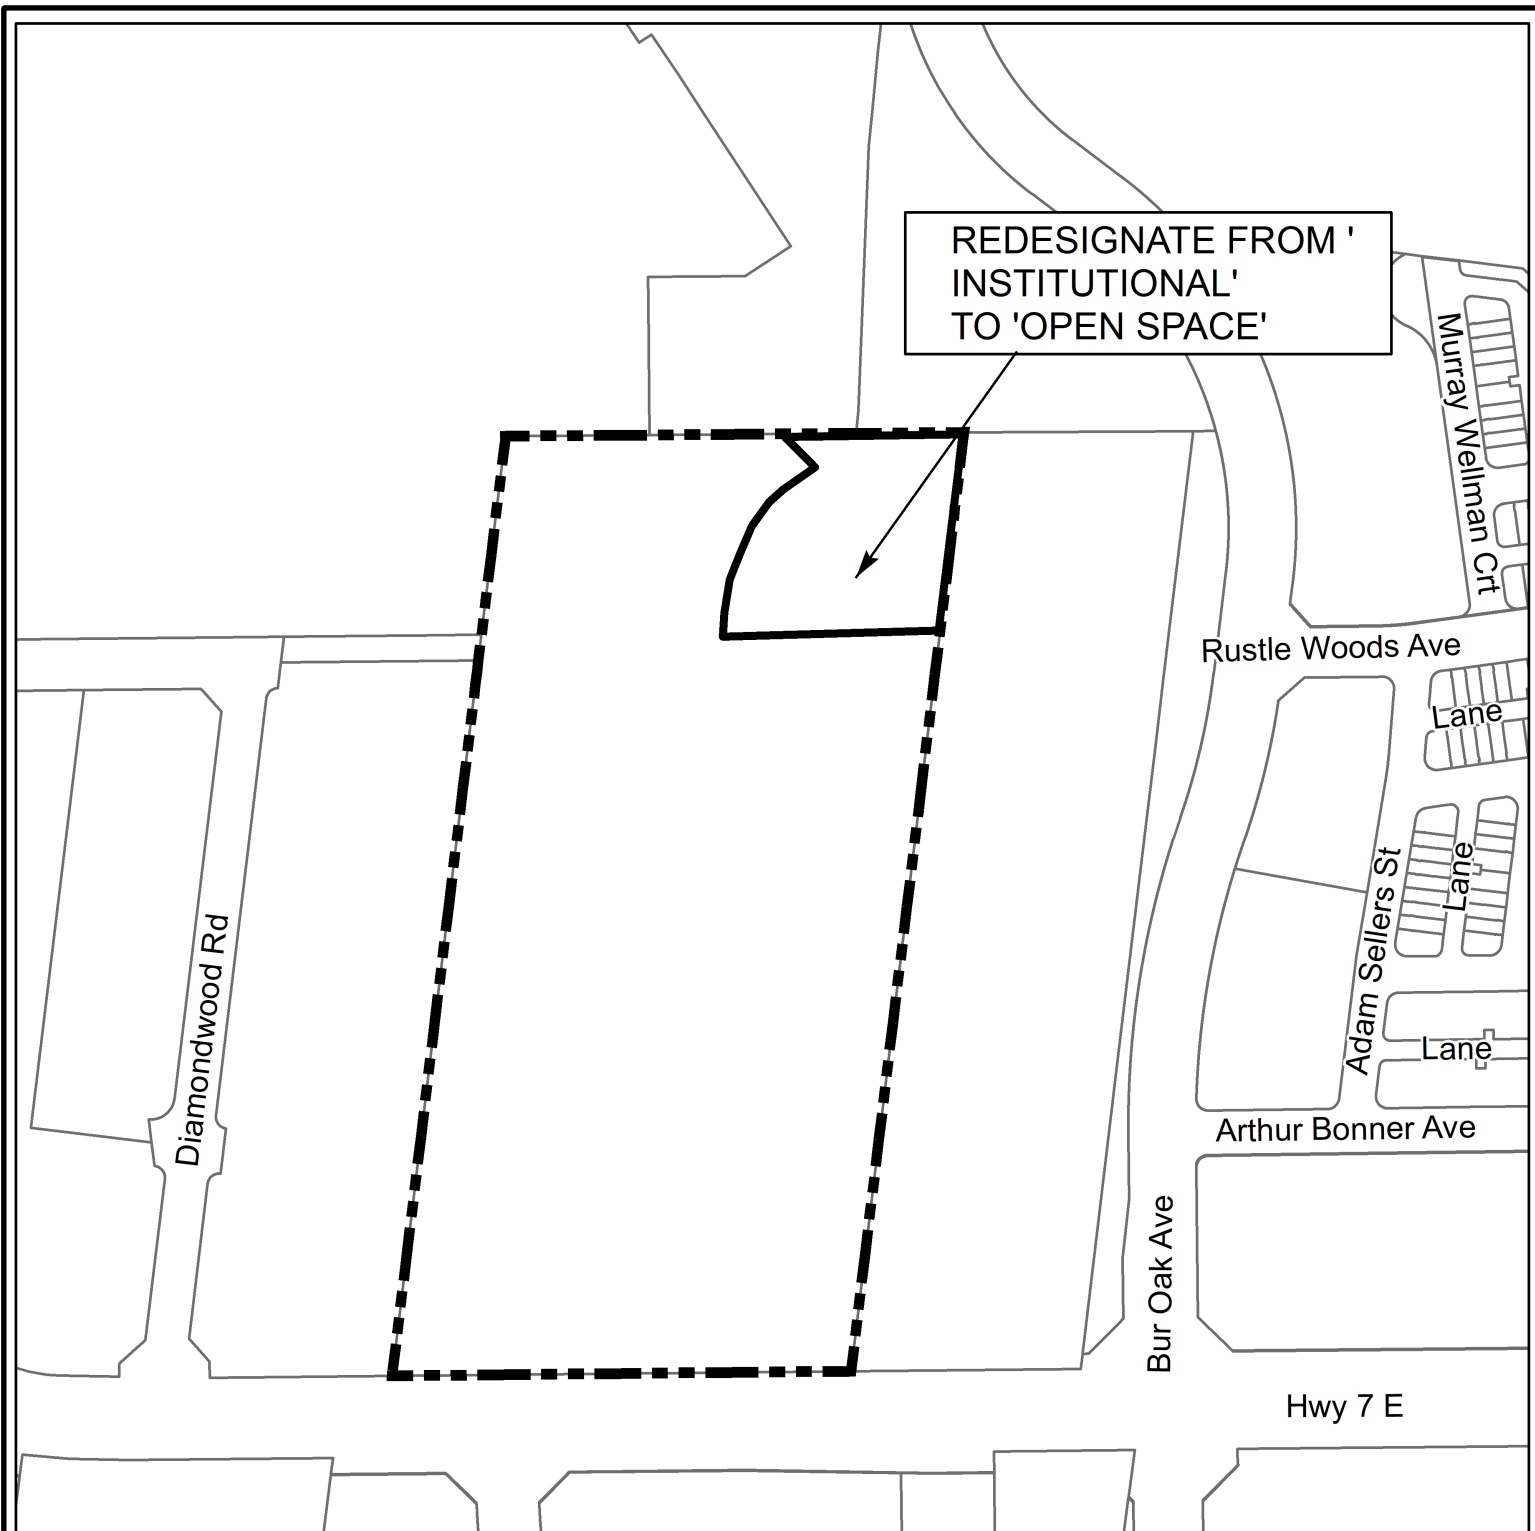 REDESIGNATE FROM '
INSTITUTIONAL'
TO 'OPEN SPACE'
Murray Wellman Crt
Rustle Woods Ave
Lane
Lane
Adam Sellers St
Diamondwood Rd
Lane
Arthur Bonner Ave
Bur Oak Ave
Hwy 7 E